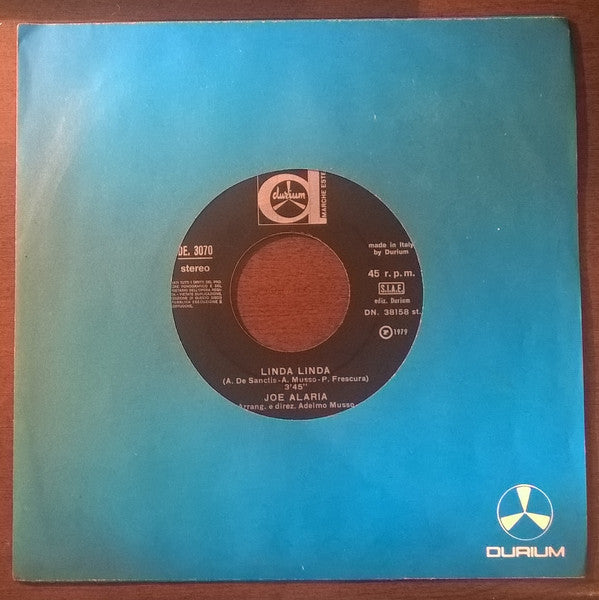 durium
MARCHE ESTE
DE. 3070
stereo
made in Italy
by Durium
45 r.p.m.
S.I.A.E.
ediz. Durium
DN. 38158 st.
P 1979
LINDA LINDA
(A. De Sanctis - A. Musso - P. Frescura)
3'45"
JOE ALARIA
Arrang. e direz. Adelmo Musso
DURIUM